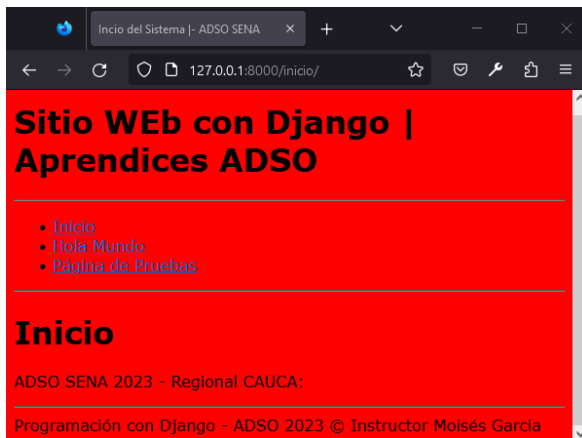 Incio del Sistema |- ADSO SENA
127.0.0.1:8000/inicio/
Sitio WEb con Django |
Aprendices ADSO
Inicio
Hola Mundo
Página de Pruebas
Inicio
ADSO SENA 2023 - Regional CAUCA:
Programación con Django - ADSO 2023 © Instructor Moisés Garcia